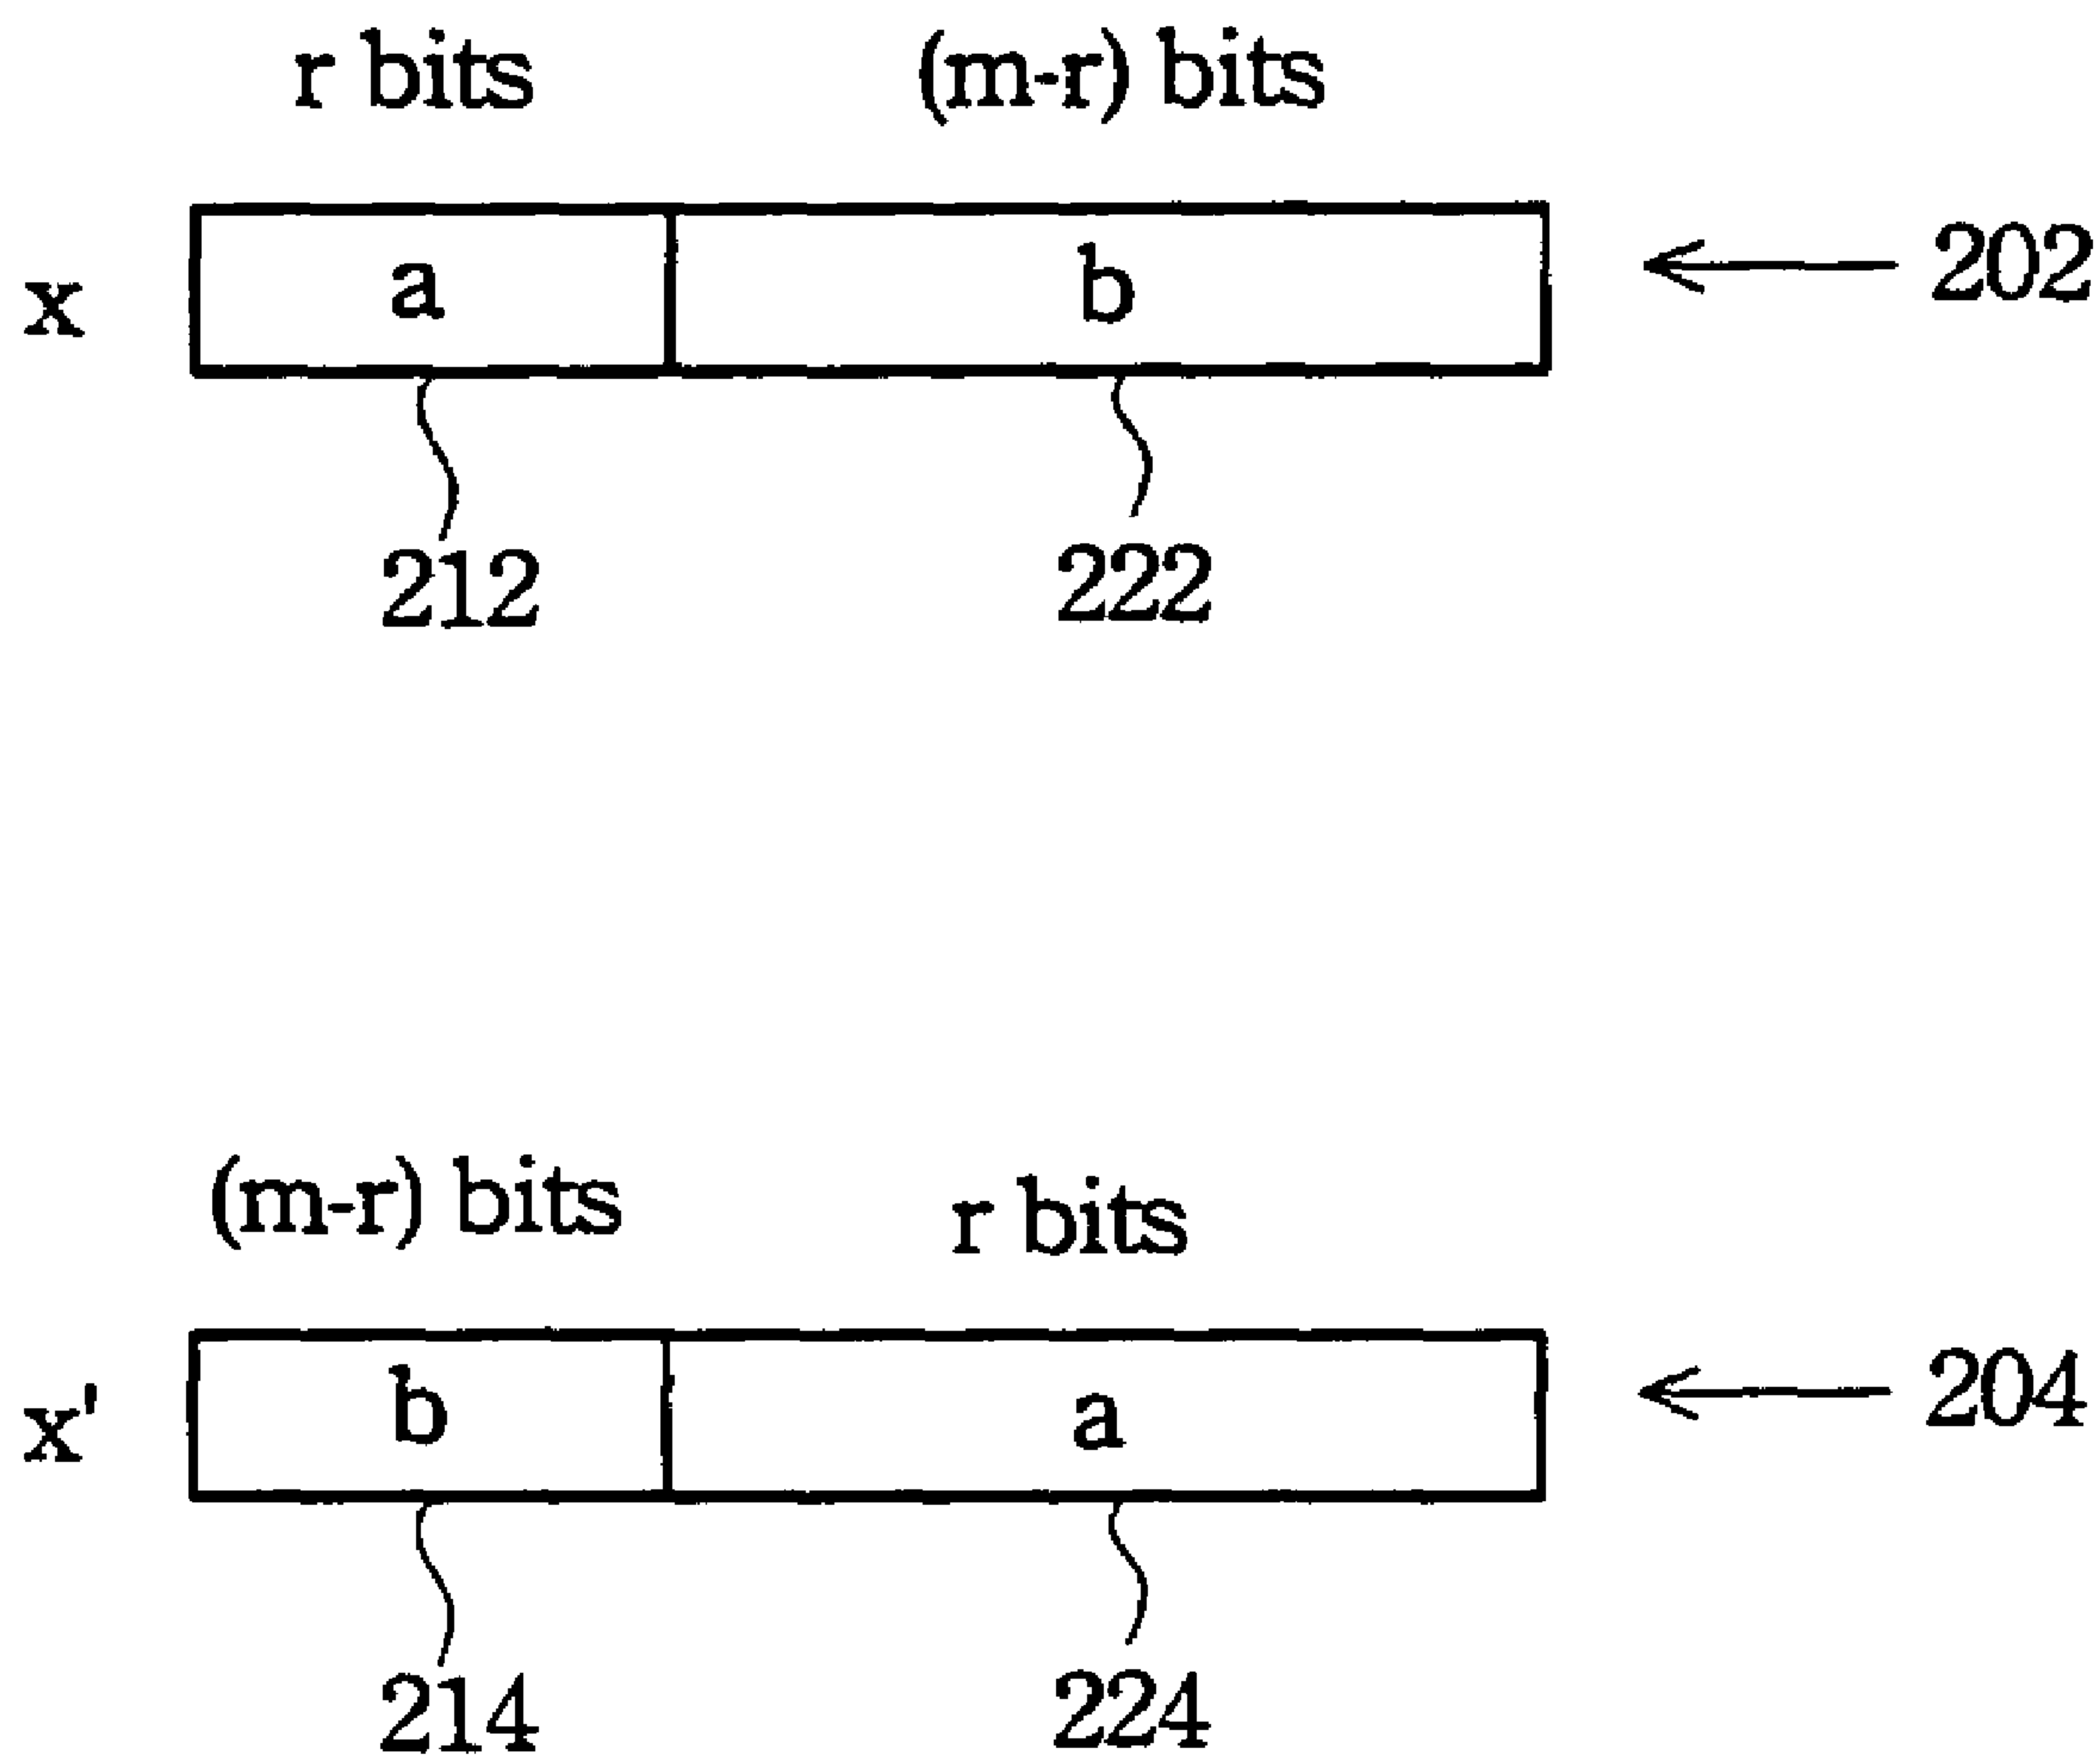 r bits (m-r) bits
x a b 202
212 222
(m-r) bits r bits
x' b a 204
214 224